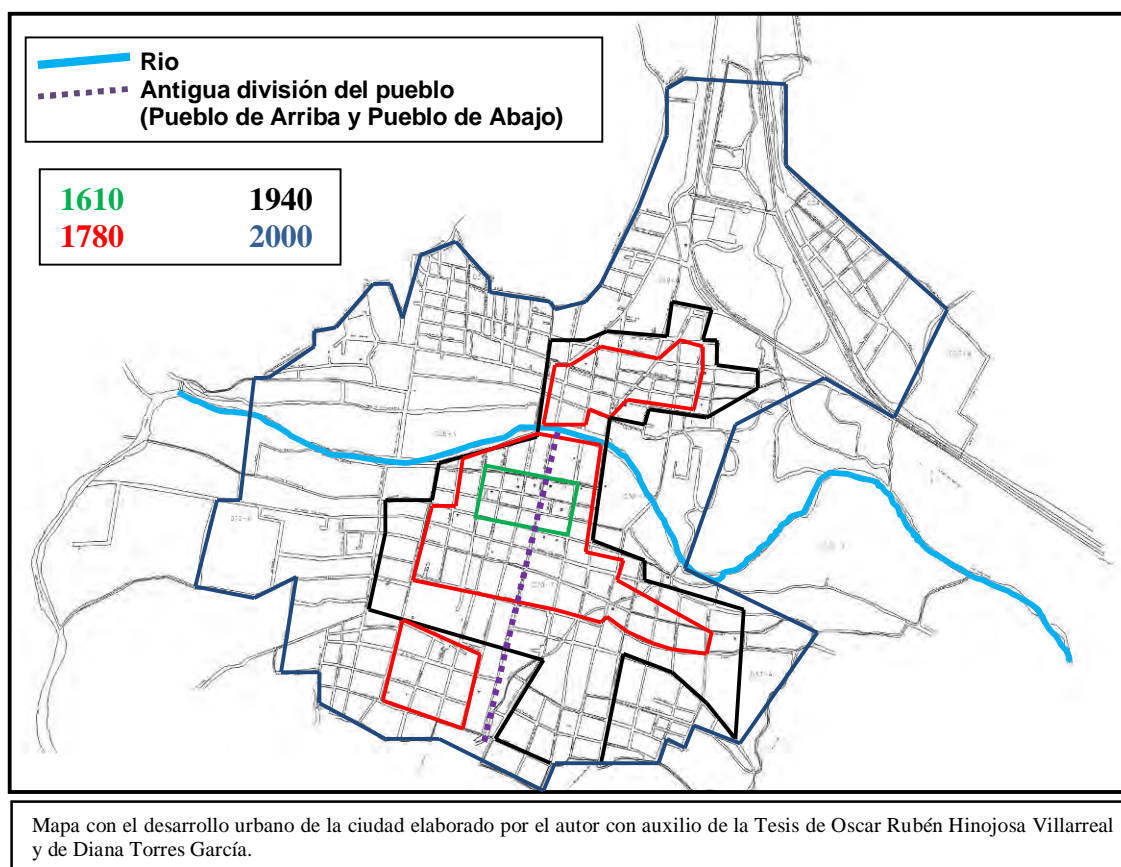 Rio
Antigua división del pueblo
(Pueblo de Arriba y Pueblo de Abajo)
1610 1940
1780 2000
Mapa con el desarrollo urbano de la ciudad elaborado por el autor con auxilio de la Tesis de Oscar Rubén Hinojosa Villarreal
y de Diana Torres García.